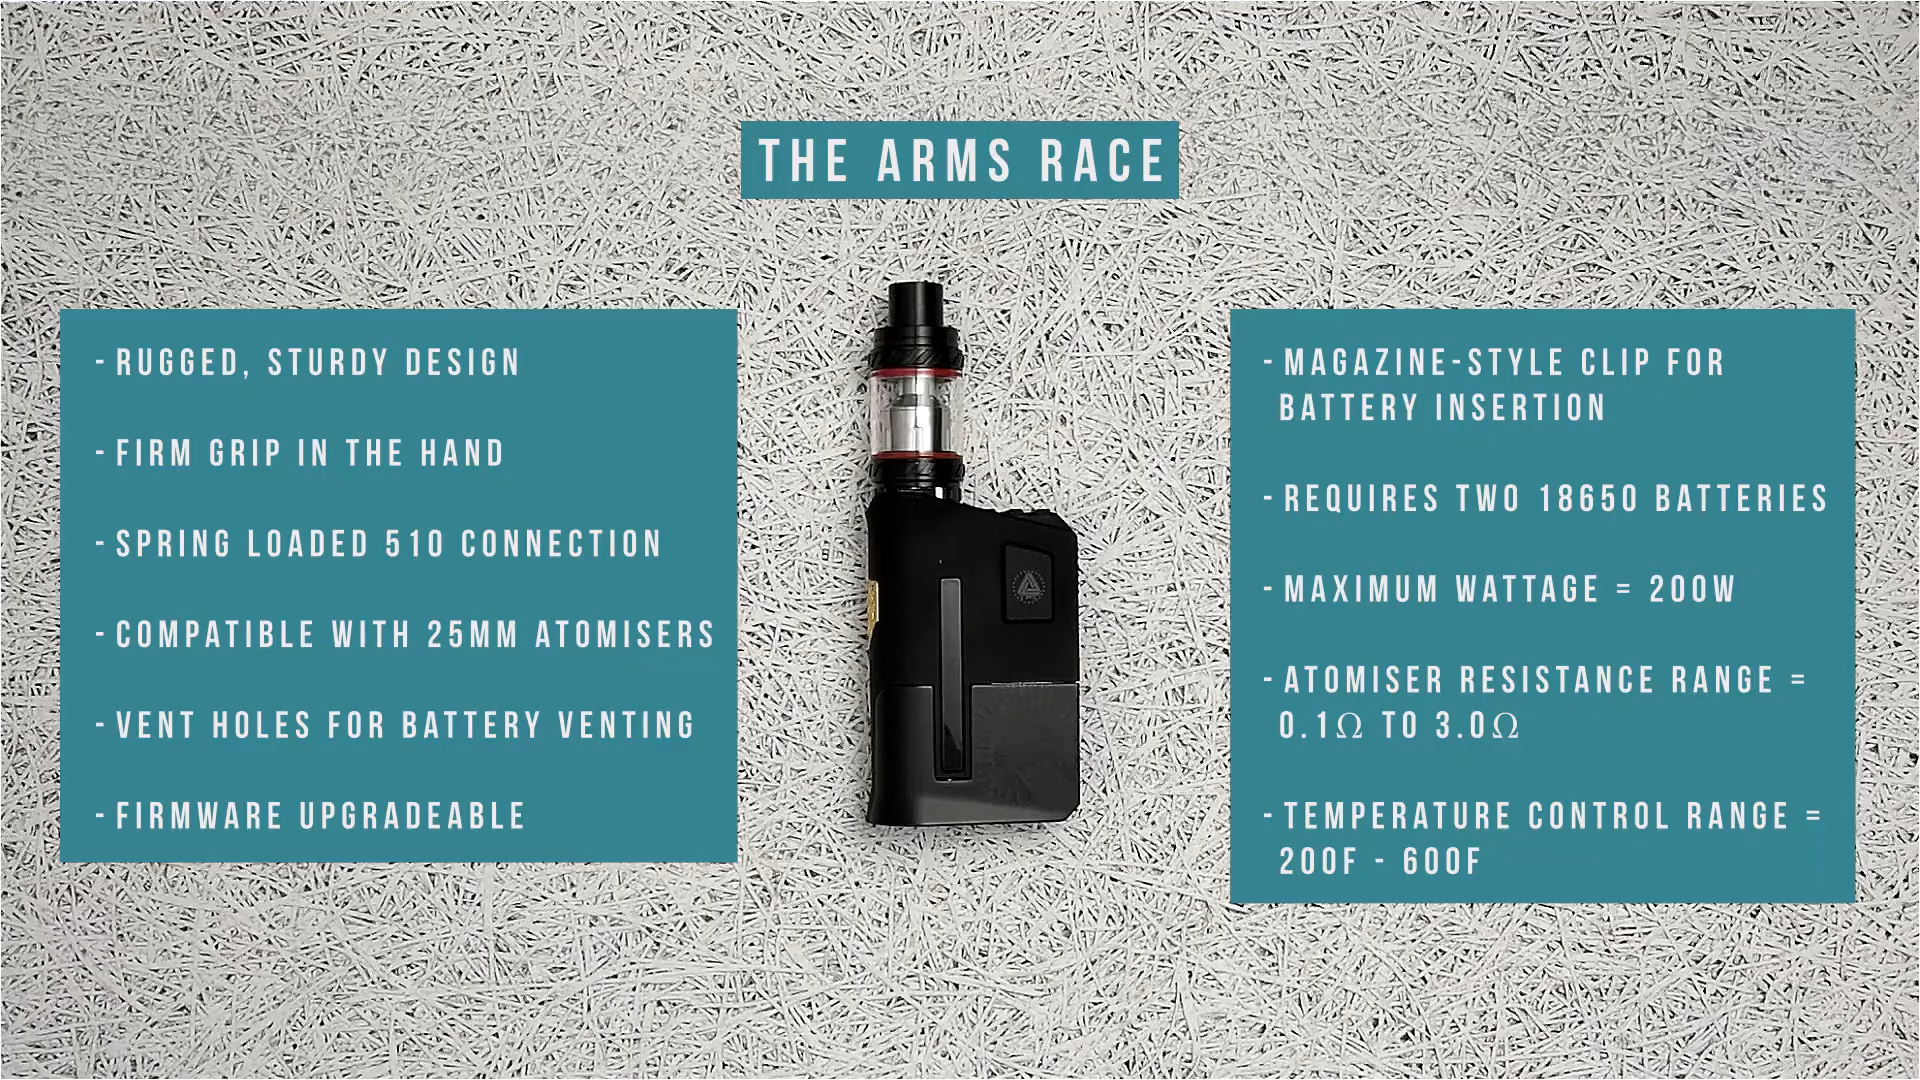 THE ARMS RACE
- RUGGED, STURDY DESIGN
- FIRM GRIP IN THE HAND
- SPRING LOADED 510 CONNECTION
- COMPATIBLE WITH 25MM ATOMISERS
- VENT HOLES FOR BATTERY VENTING
- FIRMWARE UPGRADEABLE
- MAGAZINE-STYLE CLIP FOR
BATTERY INSERTION
- REQUIRES TWO 18650 BATTERIES
- MAXIMUM WATTAGE = 200W
- ATOMISER RESISTANCE RANGE =
0.1Ω TO 3.0Ω
- TEMPERATURE CONTROL RANGE =
200F - 600F